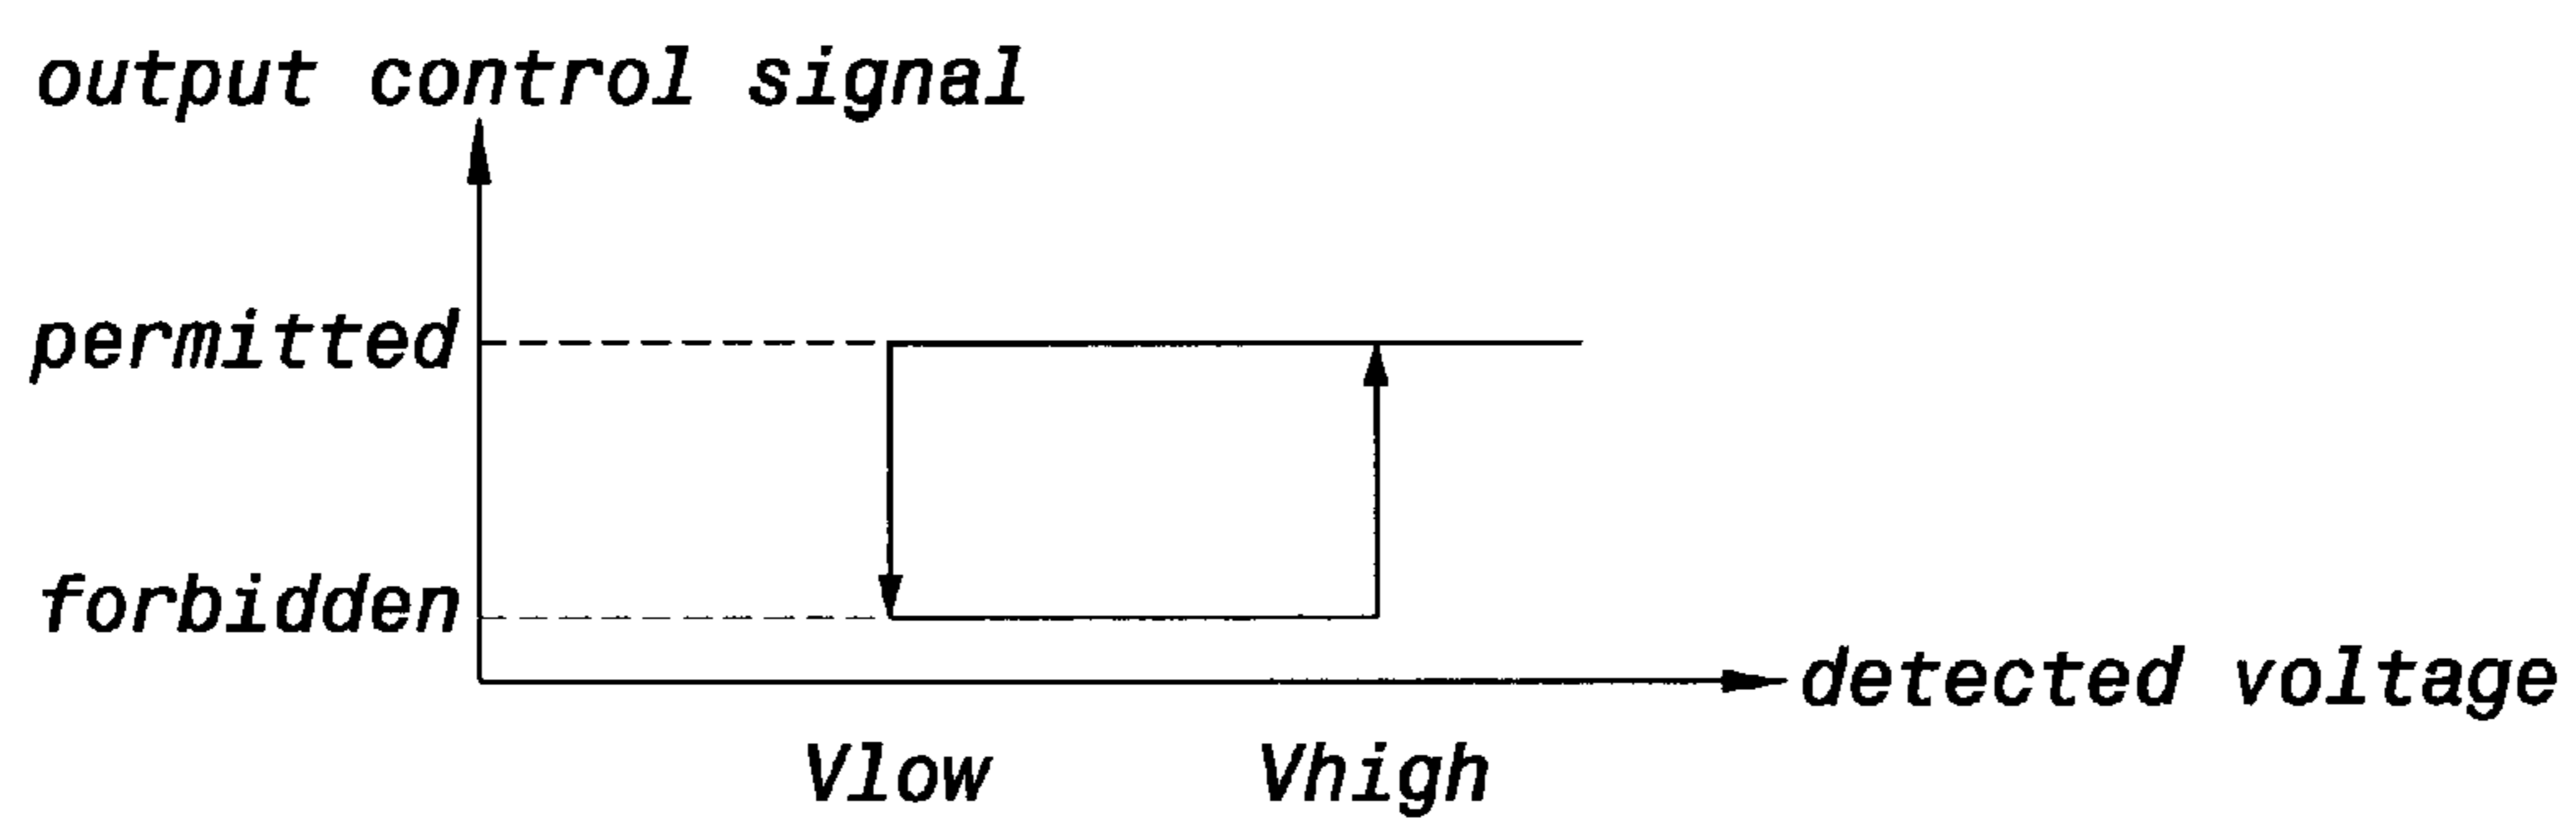 output control signal
permitted
forbidden
detected voltage
Vlow
Vhigh